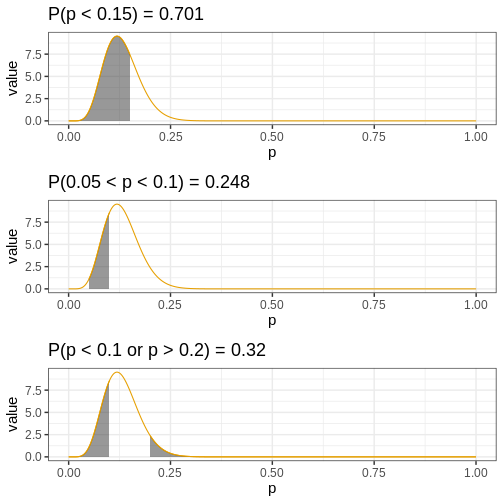 P(p < 0.15) = 0.701
value
7.5
5.0
2.5
0.0
0.00 0.25 0.50 0.75 1.00
p
P(0.05 < p < 0.1) = 0.248
value
7.5
5.0
2.5
0.0
0.00 0.25 0.50 0.75 1.00
p
P(p < 0.1 or p > 0.2) = 0.32
value
7.5
5.0
2.5
0.0
0.00 0.25 0.50 0.75 1.00
p